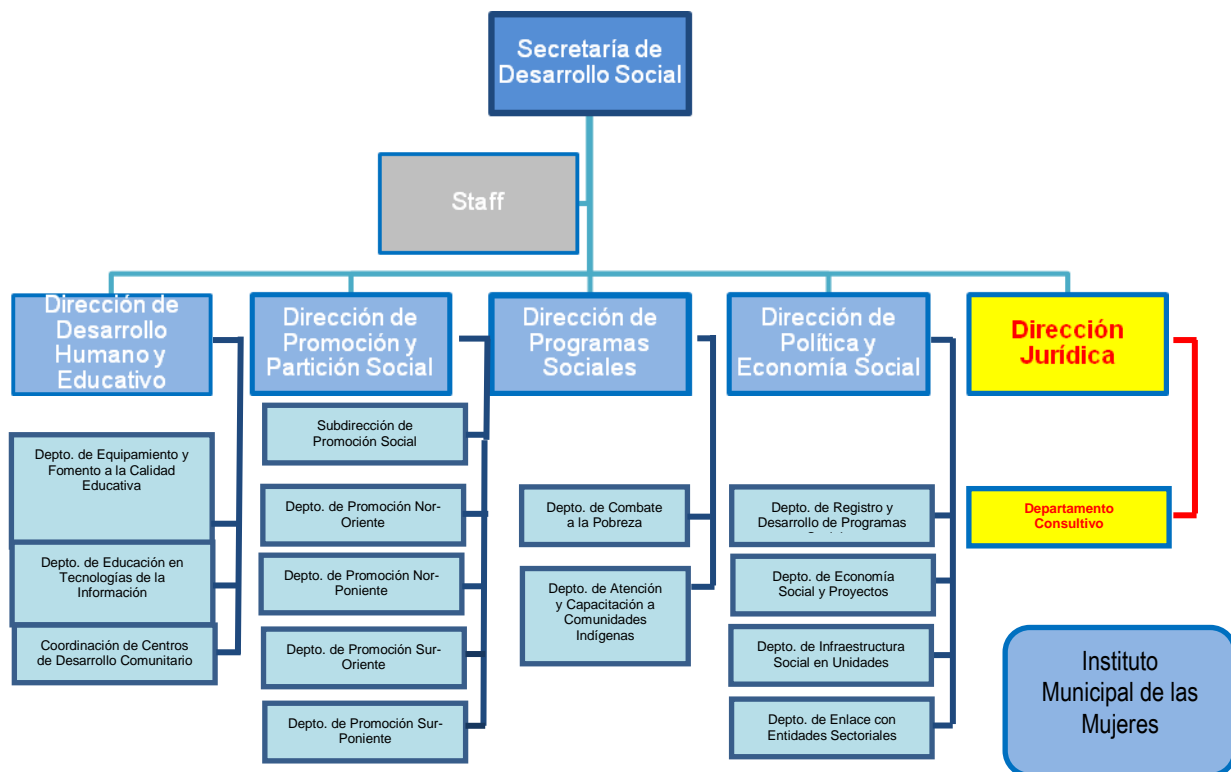 Secretaría de
Desarrollo Social
Staff
Dirección de
Desarrollo
Humano y
Educativo
Dirección de
Promoción y
Partición Social
Dirección de
Programas
Sociales
Dirección de
Política y
Economía Social
Dirección
Jurídica
Depto. de Equipamiento y
Fomento a la Calidad
Educativa
Depto. de Educación en
Tecnologías de la
Información
Coordinación de Centros
de Desarrollo Comunitario
Subdirección de
Promoción Social
Depto. de Promoción Nor-
Oriente
Depto. de Promoción Nor-
Poniente
Depto. de Promoción Sur-
Oriente
Depto. de Promoción Sur-
Poniente
Depto. de Combate
a la Pobreza
Depto. de Atención
y Capacitación a
Comunidades
Indígenas
Depto. de Registro y
Desarrollo de Programas
Depto. de Economía
Social y Proyectos
Depto. de Infraestructura
Social en Unidades
Depto. de Enlace con
Entidades Sectoriales
Departamento
Consultivo
Instituto
Municipal de las
Mujeres